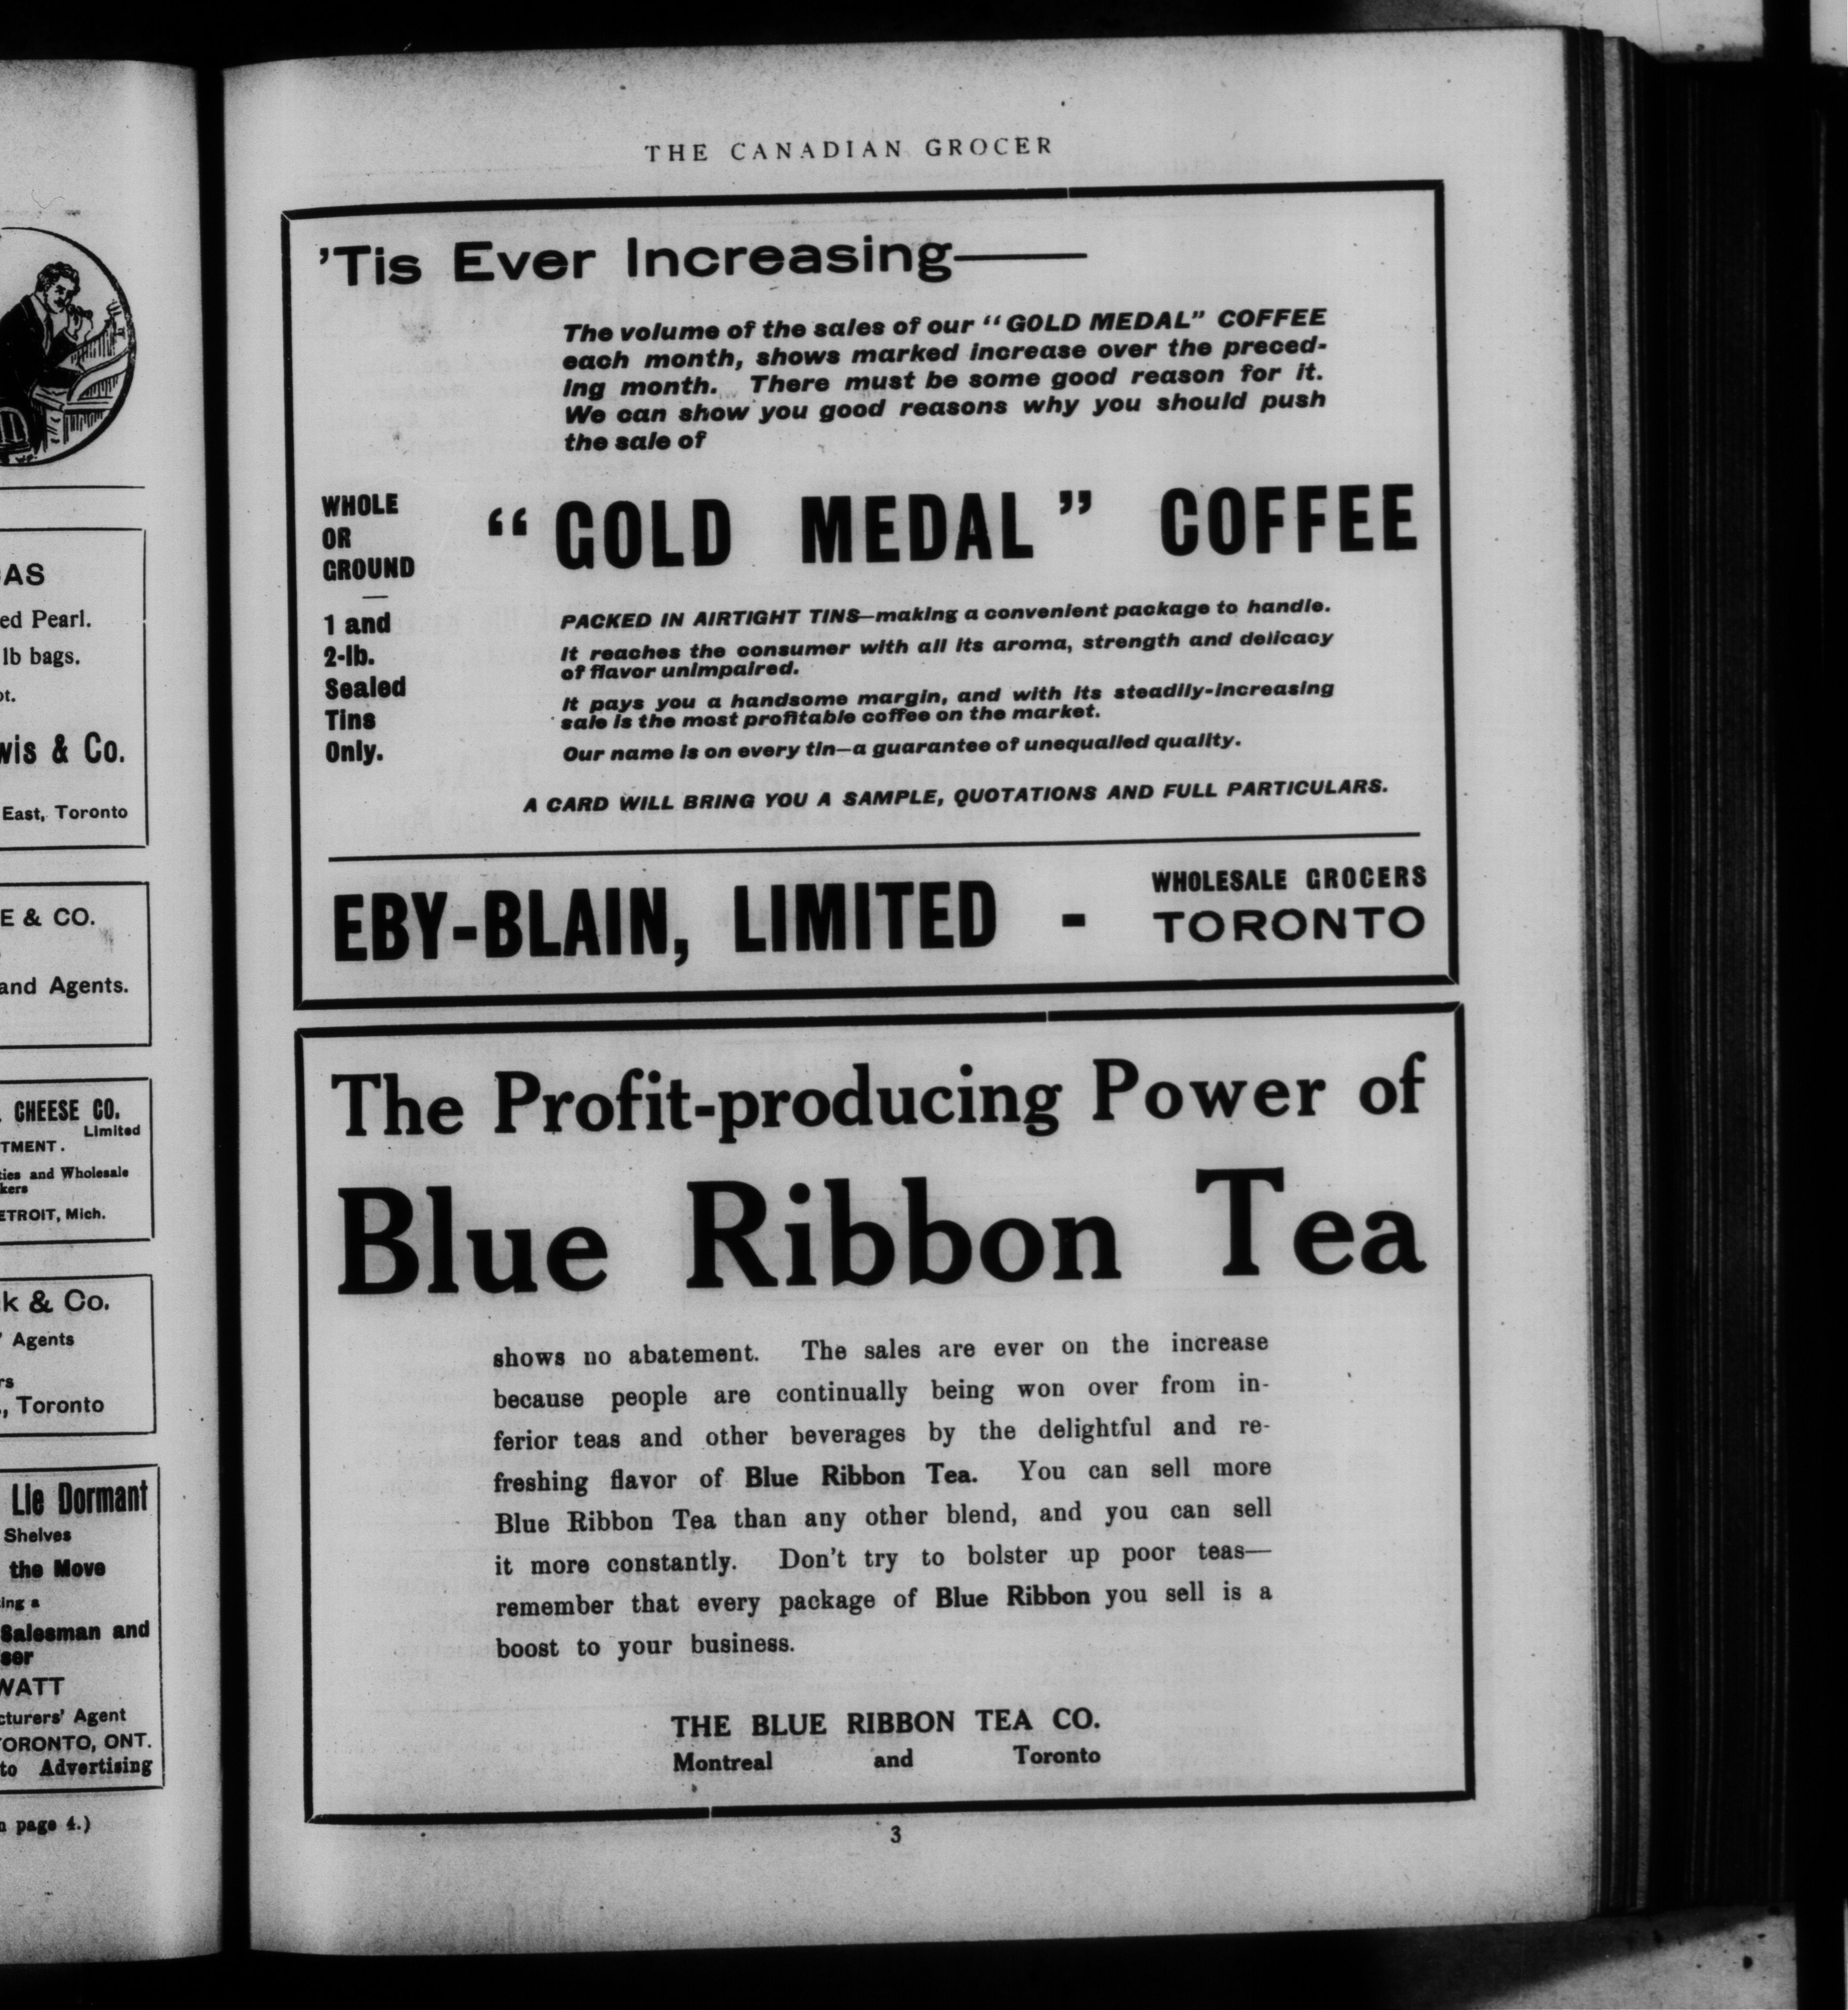 AS
ed Pearl.
lb bags.
ot.
wis & Co.
East, Toronto
E & CO.
and Agents.
CHEESE CO.
Limited
TMENT.
ties and Wholesale
kers
ETROIT, Mich.
k & Co.
Agents
rs
, Toronto
Lie Dormant
Shelves
the Move
ing a
Salesman and
ser
WATT
cturers' Agent
TORONTO, ONT.
to Advertising
page 4.)
THE CANADIAN GROCER
'Tis Ever Increasing—
The volume of the sales of our "GOLD MEDAL" COFFEE
each month, shows marked increase over the preced-
ing month. There must be some good reason for it.
We can show you good reasons why you should push
the sale of
WHOLE
OR
GROUND
"GOLD MEDAL" COFFEE
1 and
2-lb.
Sealed
Tins
Only.
PACKED IN AIRTIGHT TINS—making a convenient package to handle.
It reaches the consumer with all its aroma, strength and delicacy
of flavor unimpaired.
It pays you a handsome margin, and with its steadily-increasing
sale is the most profitable coffee on the market.
Our name is on every tin—a guarantee of unequalled quality.
A CARD WILL BRING YOU A SAMPLE, QUOTATIONS AND FULL PARTICULARS.
EBY-BLAIN, LIMITED -
WHOLESALE GROCERS
TORONTO
The Profit-producing Power of
Blue Ribbon Tea
shows no abatement. The sales are ever on the increase
because people are continually being won over from in-
ferior teas and other beverages by the delightful and re-
freshing flavor of Blue Ribbon Tea. You can sell more
Blue Ribbon Tea than any other blend, and you can sell
it more constantly. Don't try to bolster up poor teas—
remember that every package of Blue Ribbon you sell is a
boost to your business.
THE BLUE RIBBON TEA CO.
Montreal and Toronto
3